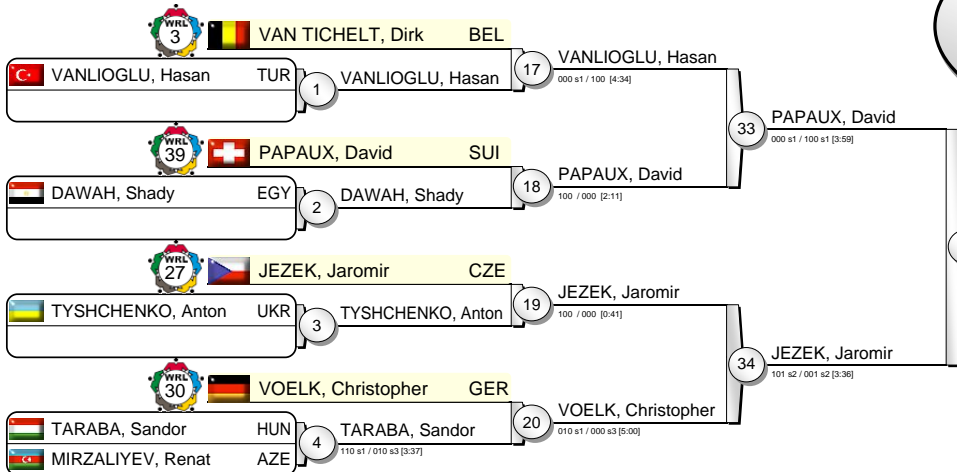 WRL
3
VAN TICHELT, Dirk BEL
VANLIOGLU, Hasan TUR
1
VANLIOGLU, Hasan
17
VANLIOGLU, Hasan
000 s1 / 100 [4:34]
WRL
39
PAPAUX, David SUI
DAWAH, Shady EGY
2
DAWAH, Shady
18
PAPAUX, David
100 / 000 [2:11]
33
PAPAUX, David
000 s1 / 100 s1 [3:59]
WRL
27
JEZEK, Jaromir CZE
TYSHCHENKO, Anton UKR
3
TYSHCHENKO, Anton
19
JEZEK, Jaromir
100 / 000 [0:41]
WRL
30
VOELK, Christopher GER
TARABA, Sandor HUN
MIRZALIYEV, Renat AZE
4
TARABA, Sandor
110 s1 / 010 s3 [3:37]
20
VOELK, Christopher
010 s1 / 000 s3 [5:00]
34
JEZEK, Jaromir
101 s2 / 001 s2 [3:36]